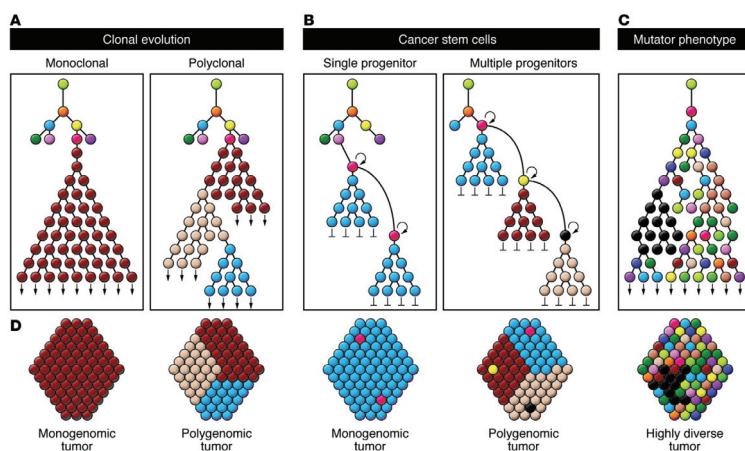 A
B
C
Clonal evolution
Cancer stem cells
Mutator phenotype
Monoclonal
Polyclonal
Single progenitor
Multiple progenitors
D
Monogenomic
tumor
Polygenomic
tumor
Monogenomic
tumor
Polygenomic
tumor
Highly diverse
tumor